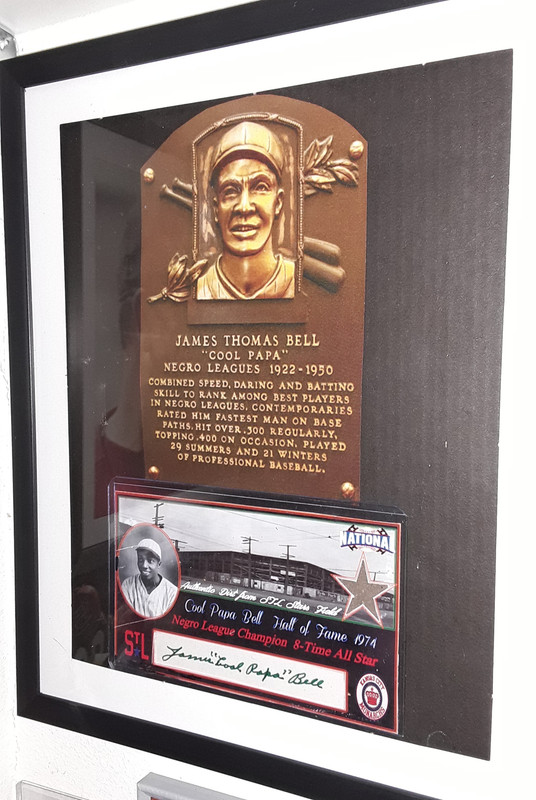 JAMES THOMAS BELL
"COOL PAPA"
NEGRO LEAGUES 1922-1950
COMBINED SPEED, DARING AND BATTING
SKILL TO RANK AMONG BEST PLAYERS
IN NEGRO LEAGUES. CONTEMPORARIES
RATED HIM FASTEST MAN ON BASE
PATHS. HIT OVER .300 REGULARLY,
TOPPING .400 ON OCCASION. PLAYED
29 SUMMERS AND 21 WINTERS
OF PROFESSIONAL BASEBALL.
NATIONAL
Authentic Dirt from STL Stars Field
Cool Papa Bell Hall of Fame 1974
Negro League Champion 8-Time All Star
STL
James "Cool Papa" Bell
KANSAS CITY
MONARCHS